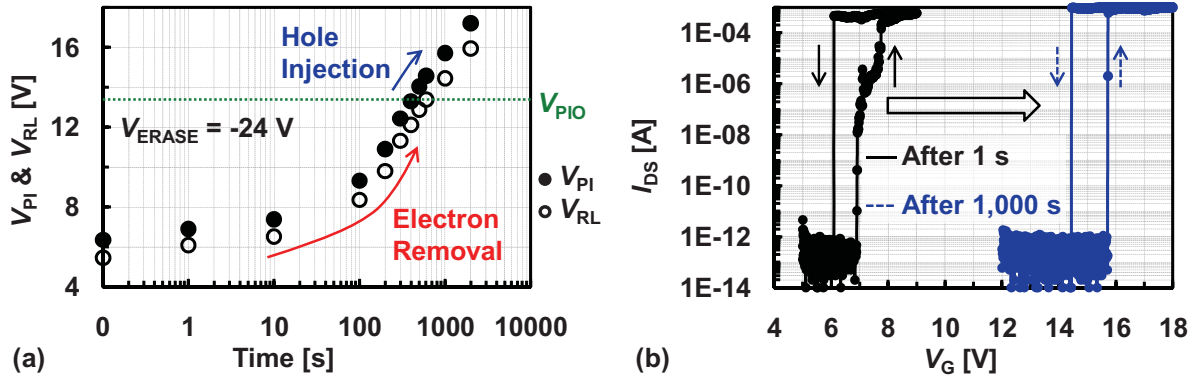 16
12
8
4
V_PI & V_RL [V]
Hole
Injection
V_PIO
V_ERASE = -24 V
V_PI
V_RL
Electron
Removal
0 1 10 100 1000 10000
(a) Time [s]
1E-04
1E-06
1E-08
1E-10
1E-12
1E-14
I_DS [A]
After 1 s
After 1,000 s
4 6 8 10 12 14 16 18
(b) V_G [V]